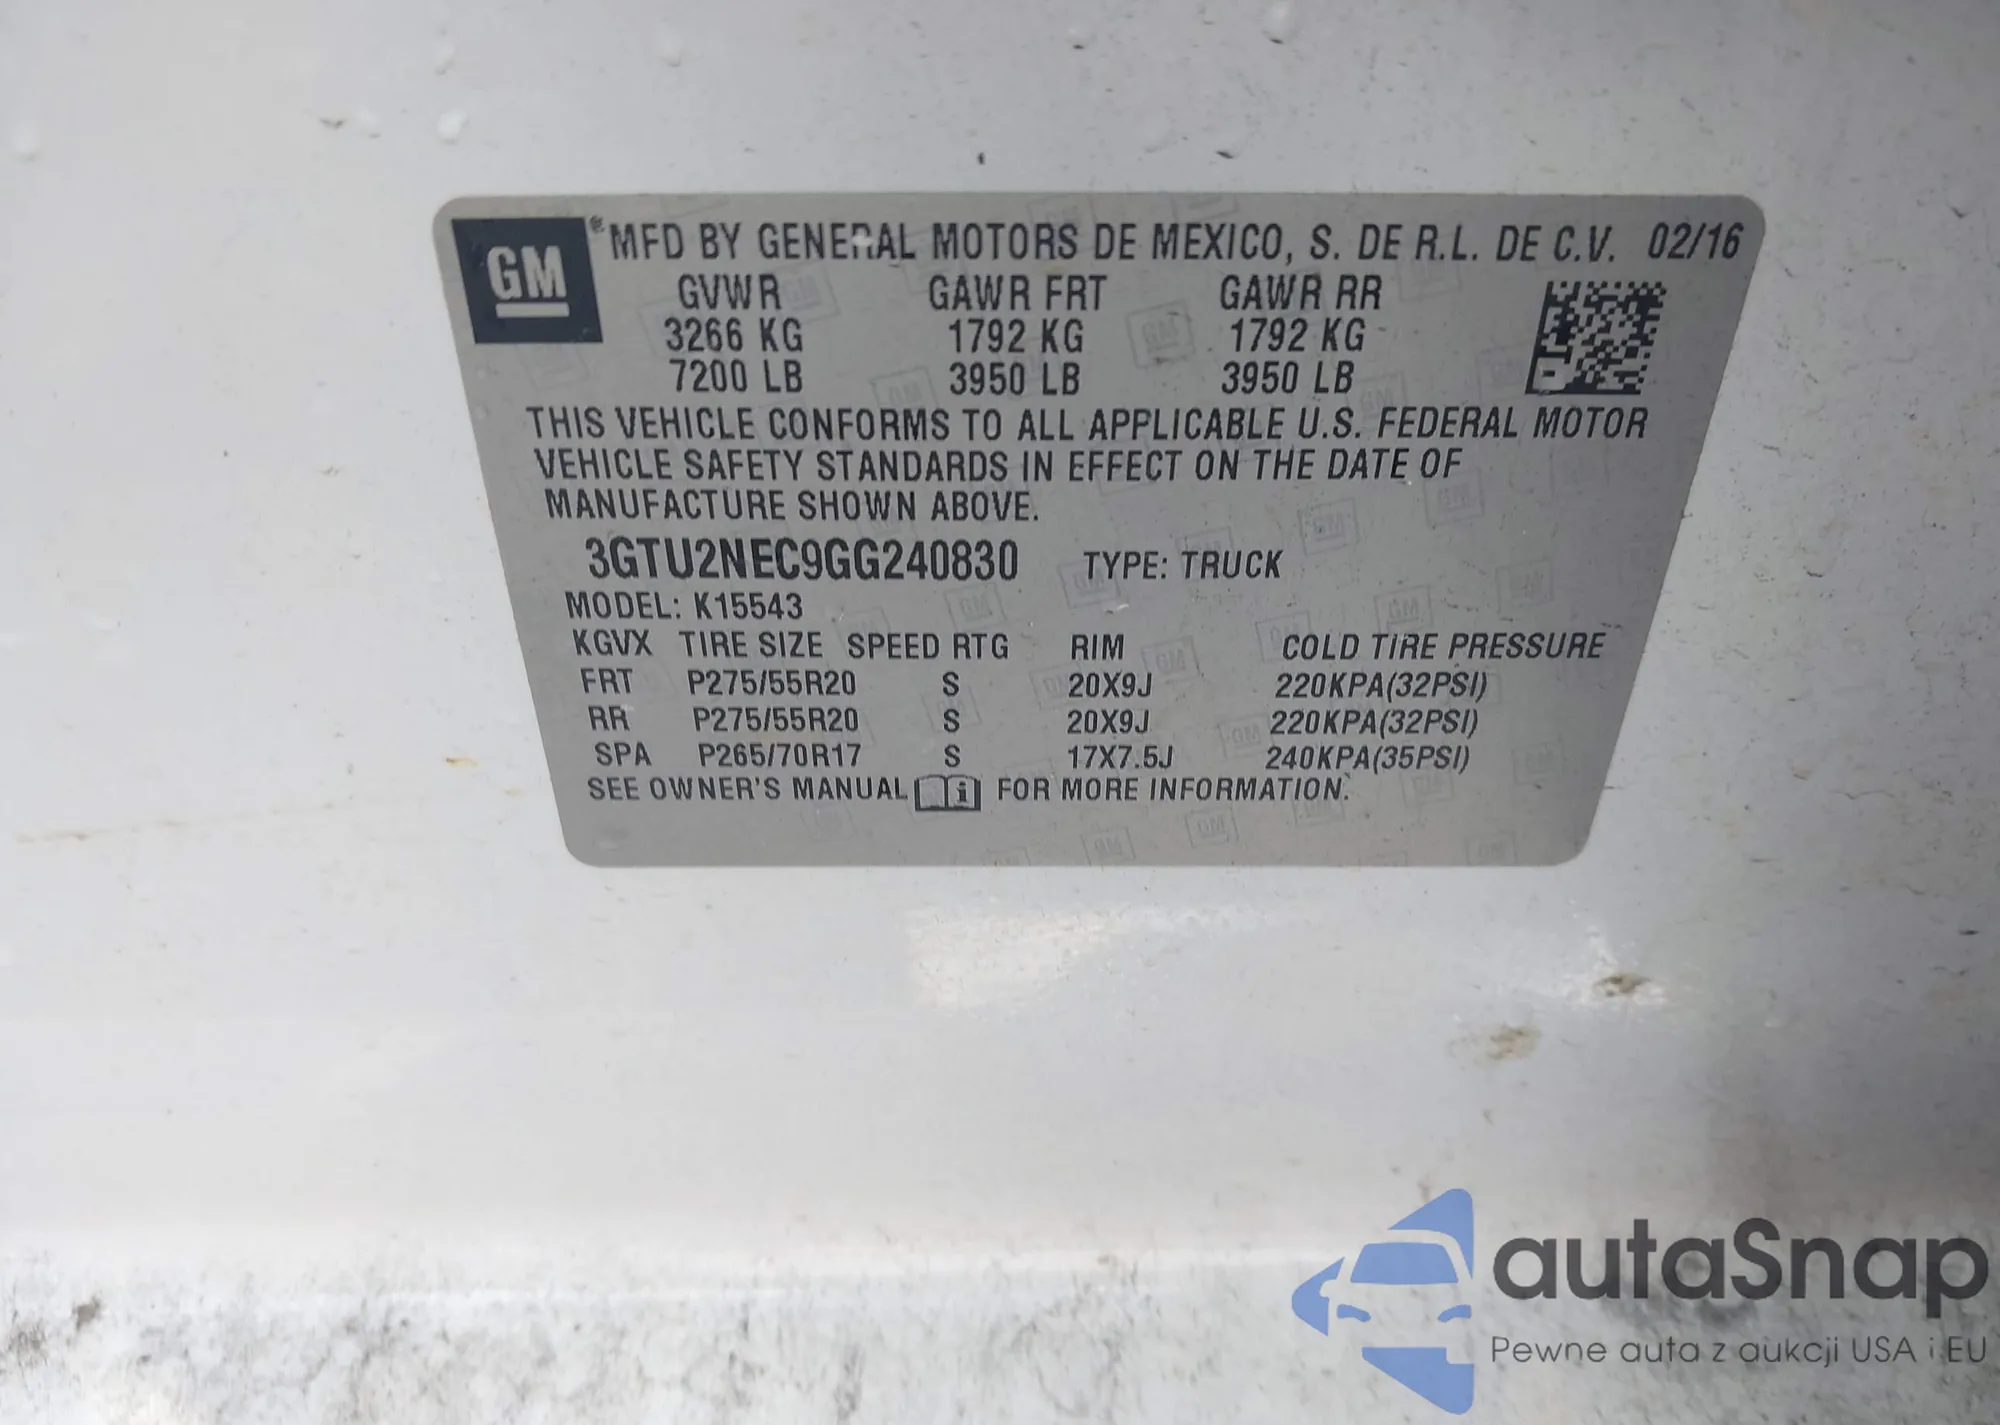 GM
® MFD BY GENERAL MOTORS DE MEXICO, S. DE R.L. DE C.V. 02/16
GVWR GAWR FRT GAWR RR
3266 KG 1792 KG 1792 KG
7200 LB 3950 LB 3950 LB
THIS VEHICLE CONFORMS TO ALL APPLICABLE U.S. FEDERAL MOTOR
VEHICLE SAFETY STANDARDS IN EFFECT ON THE DATE OF
MANUFACTURE SHOWN ABOVE.
3GTU2NEC9GG240830 TYPE: TRUCK
MODEL: K15543
KGVX TIRE SIZE SPEED RTG RIM COLD TIRE PRESSURE
FRT P275/55R20 S 20X9J 220KPA(32PSI)
RR P275/55R20 S 20X9J 220KPA(32PSI)
SPA P265/70R17 S 17X7.5J 240KPA(35PSI)
SEE OWNER'S MANUAL i FOR MORE INFORMATION.
autaSnap
Pewne auta z aukcji USA i EU